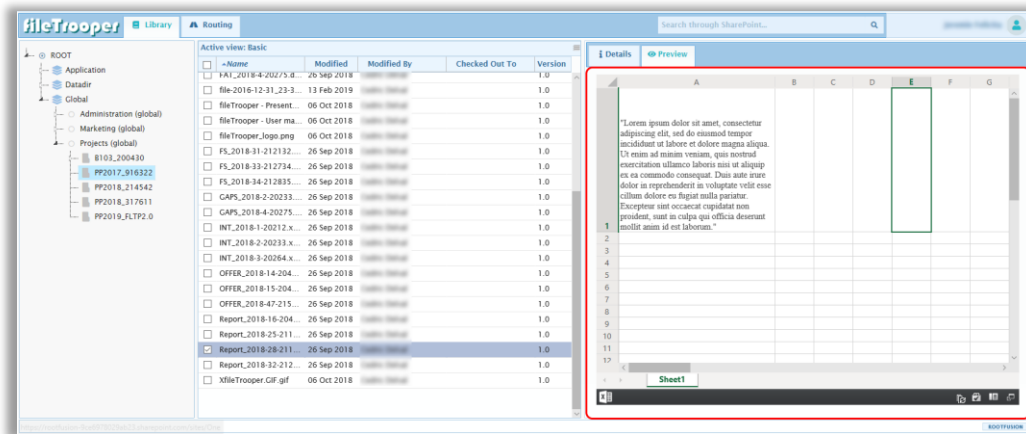 fileTrooper Library Routing Search through SharePoint...
ROOT
Application
Datadir
Global
Administration (global)
Marketing (global)
Projects (global)
B103_200430
PP2017_916322
PP2018_214542
PP2018_317611
PP2019_FLTP2.0
Active view: Basic
Name Modified Modified By Checked Out To Version
FAT_2018-4-20275.d... 26 Sep 2018 1.0
file-2016-12-31_23-3... 13 Feb 2019 1.0
fileTrooper - Present... 06 Oct 2018 1.0
fileTrooper - User ma... 06 Oct 2018 1.0
fileTrooper_logo.png 06 Oct 2018 1.0
FS_2018-31-212132.... 26 Sep 2018 1.0
FS_2018-33-212734.... 26 Sep 2018 1.0
FS_2018-34-212835.... 26 Sep 2018 1.0
GAPS_2018-2-20233.... 26 Sep 2018 1.0
GAPS_2018-4-20275.... 26 Sep 2018 1.0
INT_2018-1-20212.x... 26 Sep 2018 1.0
INT_2018-2-20233.x... 26 Sep 2018 1.0
INT_2018-3-20264.x... 26 Sep 2018 1.0
OFFER_2018-14-204... 26 Sep 2018 1.0
OFFER_2018-15-204... 26 Sep 2018 1.0
OFFER_2018-47-215... 26 Sep 2018 1.0
Report_2018-16-204... 26 Sep 2018 1.0
Report_2018-25-211... 26 Sep 2018 1.0
Report_2018-28-211... 26 Sep 2018 1.0
Report_2018-32-212... 26 Sep 2018 1.0
XfileTrooper.GIF.gif 06 Oct 2018 1.0
Details Preview
A B C D E F G
"Lorem ipsum dolor sit amet, consectetur
adipiscing elit, sed do eiusmod tempor
incididunt ut labore et dolore magna aliqua.
Ut enim ad minim veniam, quis nostrud
exercitation ullamco laboris nisi ut aliquip
ex ea commodo consequat. Duis aute irure
dolor in reprehenderit in voluptate velit esse
cillum dolore eu fugiat nulla pariatur.
Excepteur sint occaecat cupidatat non
proident, sunt in culpa qui officia deserunt
1 mollit anim id est laborum."
2
3
4
5
6
7
8
9
10
11
12
Sheet1
ROOTFUSION